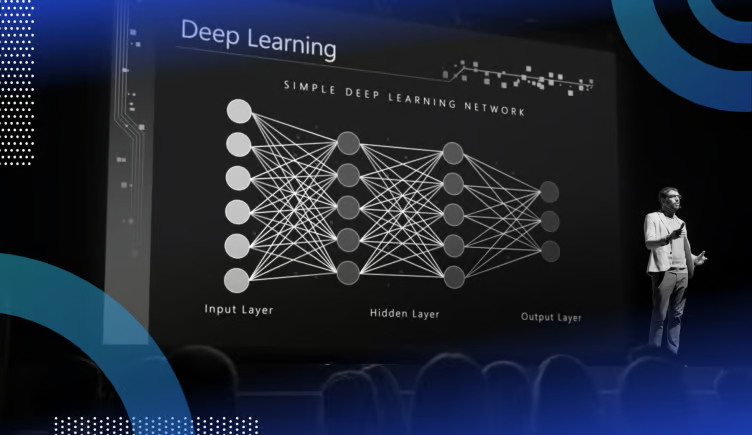 Deep Learning
SIMPLE DEEP LEARNING NETWORK
Input Layer
Hidden Layer
Output Layer